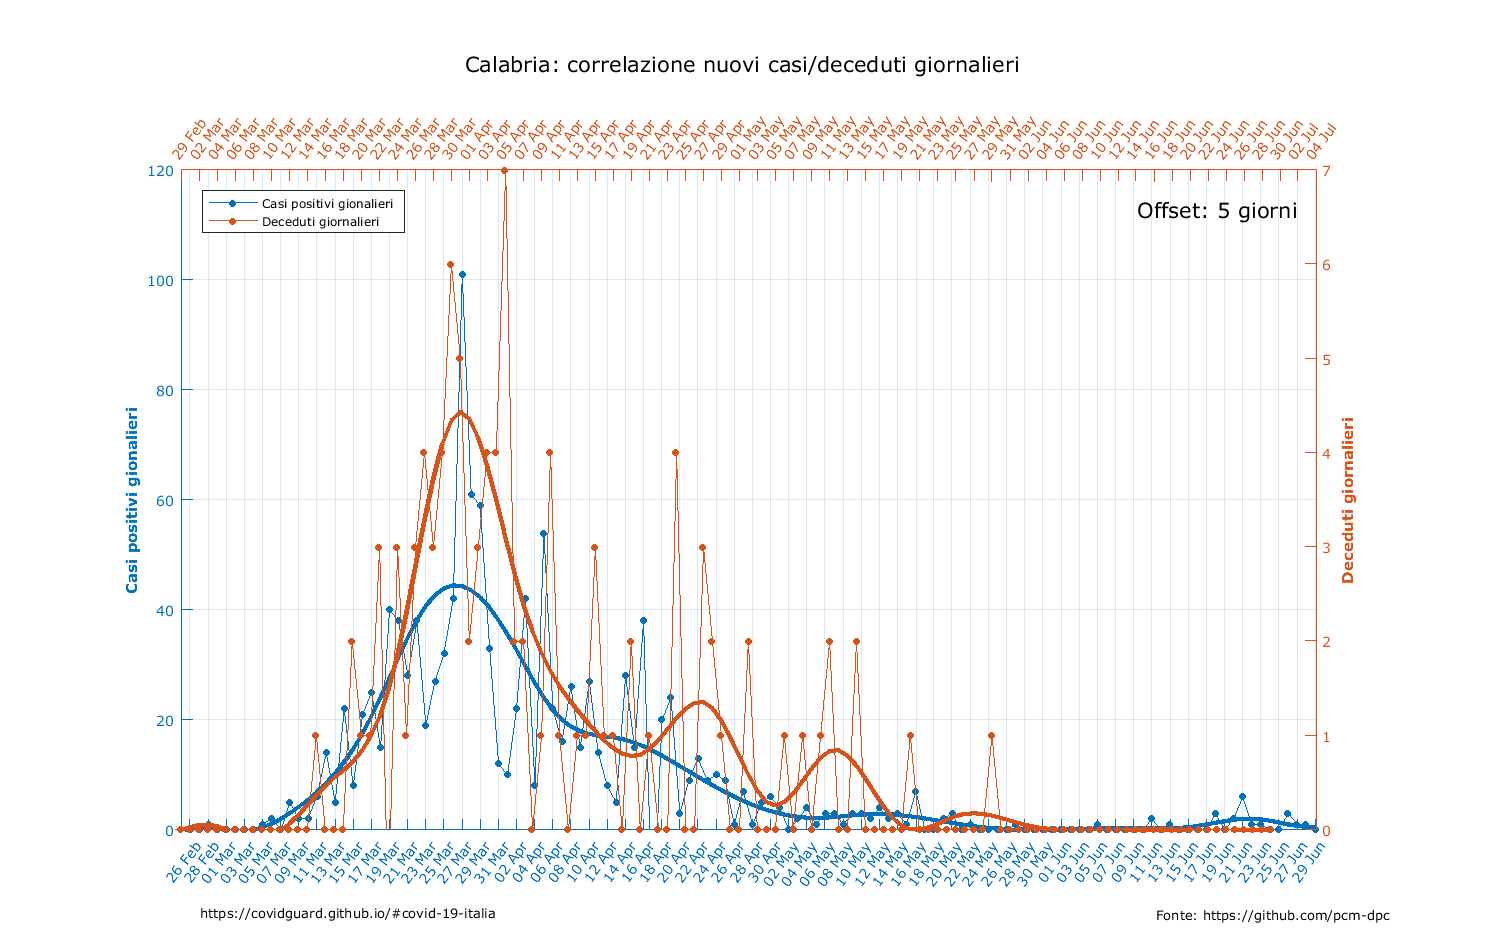 Calabria: correlazione nuovi casi/deceduti giornalieri
29 Feb
02 Mar
04 Mar
06 Mar
08 Mar
10 Mar
12 Mar
14 Mar
16 Mar
18 Mar
20 Mar
22 Mar
24 Mar
26 Mar
28 Mar
30 Mar
01 Apr
03 Apr
05 Apr
07 Apr
09 Apr
11 Apr
13 Apr
15 Apr
17 Apr
19 Apr
21 Apr
23 Apr
25 Apr
27 Apr
29 Apr
01 May
03 May
05 May
07 May
09 May
11 May
13 May
15 May
17 May
19 May
21 May
23 May
25 May
27 May
29 May
31 May
02 Jun
04 Jun
06 Jun
08 Jun
10 Jun
12 Jun
14 Jun
16 Jun
18 Jun
20 Jun
22 Jun
24 Jun
26 Jun
28 Jun
30 Jun
02 Jul
04 Jul
Casi positivi gionalieri
Deceduti giornalieri
Offset: 5 giorni
120
100
80
60
40
20
0
Casi positivi gionalieri
7
6
5
4
3
2
1
0
Deceduti giornalieri
26 Feb
28 Feb
01 Mar
03 Mar
05 Mar
07 Mar
09 Mar
11 Mar
13 Mar
15 Mar
17 Mar
19 Mar
21 Mar
23 Mar
25 Mar
27 Mar
29 Mar
31 Mar
02 Apr
04 Apr
06 Apr
08 Apr
10 Apr
12 Apr
14 Apr
16 Apr
18 Apr
20 Apr
22 Apr
24 Apr
26 Apr
28 Apr
30 Apr
02 May
04 May
06 May
08 May
10 May
12 May
14 May
16 May
18 May
20 May
22 May
24 May
26 May
28 May
30 May
01 Jun
03 Jun
05 Jun
07 Jun
09 Jun
11 Jun
13 Jun
15 Jun
17 Jun
19 Jun
21 Jun
23 Jun
25 Jun
27 Jun
29 Jun
https://covidguard.github.io/#covid-19-italia
Fonte: https://github.com/pcm-dpc